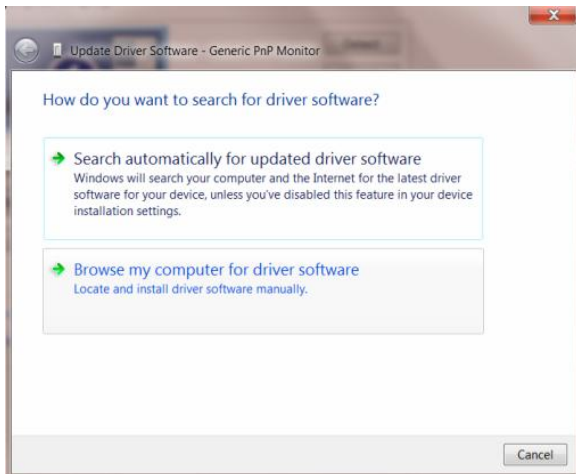 Update Driver Software - Generic PnP Monitor
How do you want to search for driver software?
Search automatically for updated driver software
Windows will search your computer and the Internet for the latest driver
software for your device, unless you've disabled this feature in your device
installation settings.
Browse my computer for driver software
Locate and install driver software manually.
Cancel